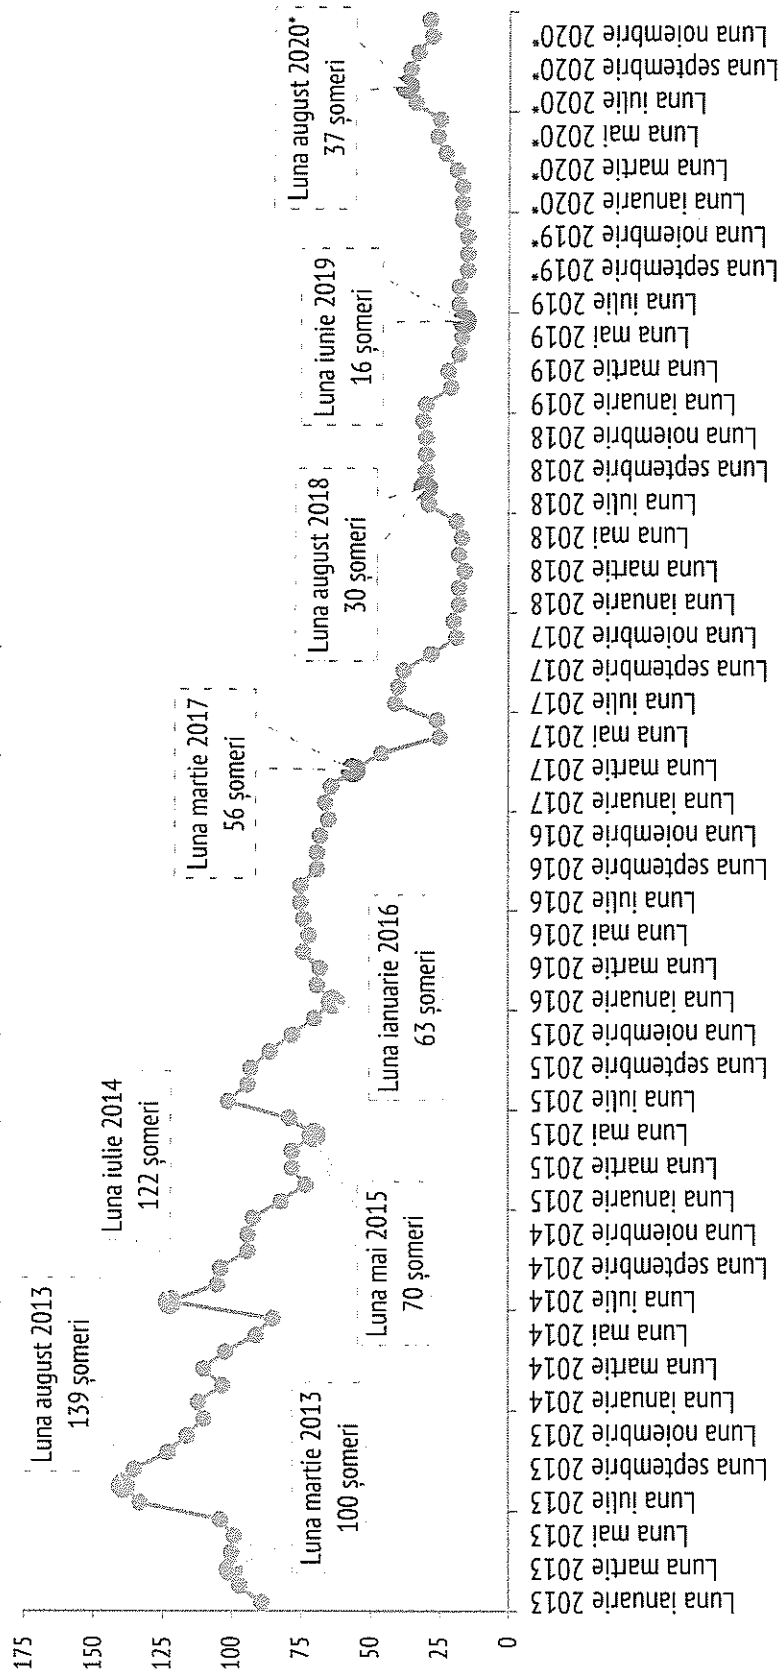 175
150
125
100
75
50
25
0
Luna august 2013
139 șomeri
Luna martie 2013
100 șomeri
Luna iulie 2014
122 șomeri
Luna mai 2015
70 șomeri
Luna ianuarie 2016
63 șomeri
Luna martie 2017
56 șomeri
Luna august 2018
30 șomeri
Luna iunie 2019
16 șomeri
Luna august 2020*
37 șomeri
Luna ianuarie 2013
Luna martie 2013
Luna mai 2013
Luna iulie 2013
Luna septembrie 2013
Luna noiembrie 2013
Luna ianuarie 2014
Luna martie 2014
Luna mai 2014
Luna iulie 2014
Luna septembrie 2014
Luna noiembrie 2014
Luna ianuarie 2015
Luna martie 2015
Luna mai 2015
Luna iulie 2015
Luna septembrie 2015
Luna noiembrie 2015
Luna ianuarie 2016
Luna martie 2016
Luna mai 2016
Luna iulie 2016
Luna septembrie 2016
Luna noiembrie 2016
Luna ianuarie 2017
Luna martie 2017
Luna mai 2017
Luna iulie 2017
Luna septembrie 2017
Luna noiembrie 2017
Luna ianuarie 2018
Luna martie 2018
Luna mai 2018
Luna iulie 2018
Luna septembrie 2018
Luna noiembrie 2018
Luna ianuarie 2019
Luna martie 2019
Luna mai 2019
Luna iulie 2019
Luna septembrie 2019*
Luna noiembrie 2019*
Luna ianuarie 2020*
Luna martie 2020*
Luna mai 2020*
Luna iulie 2020*
Luna septembrie 2020*
Luna noiembrie 2020*